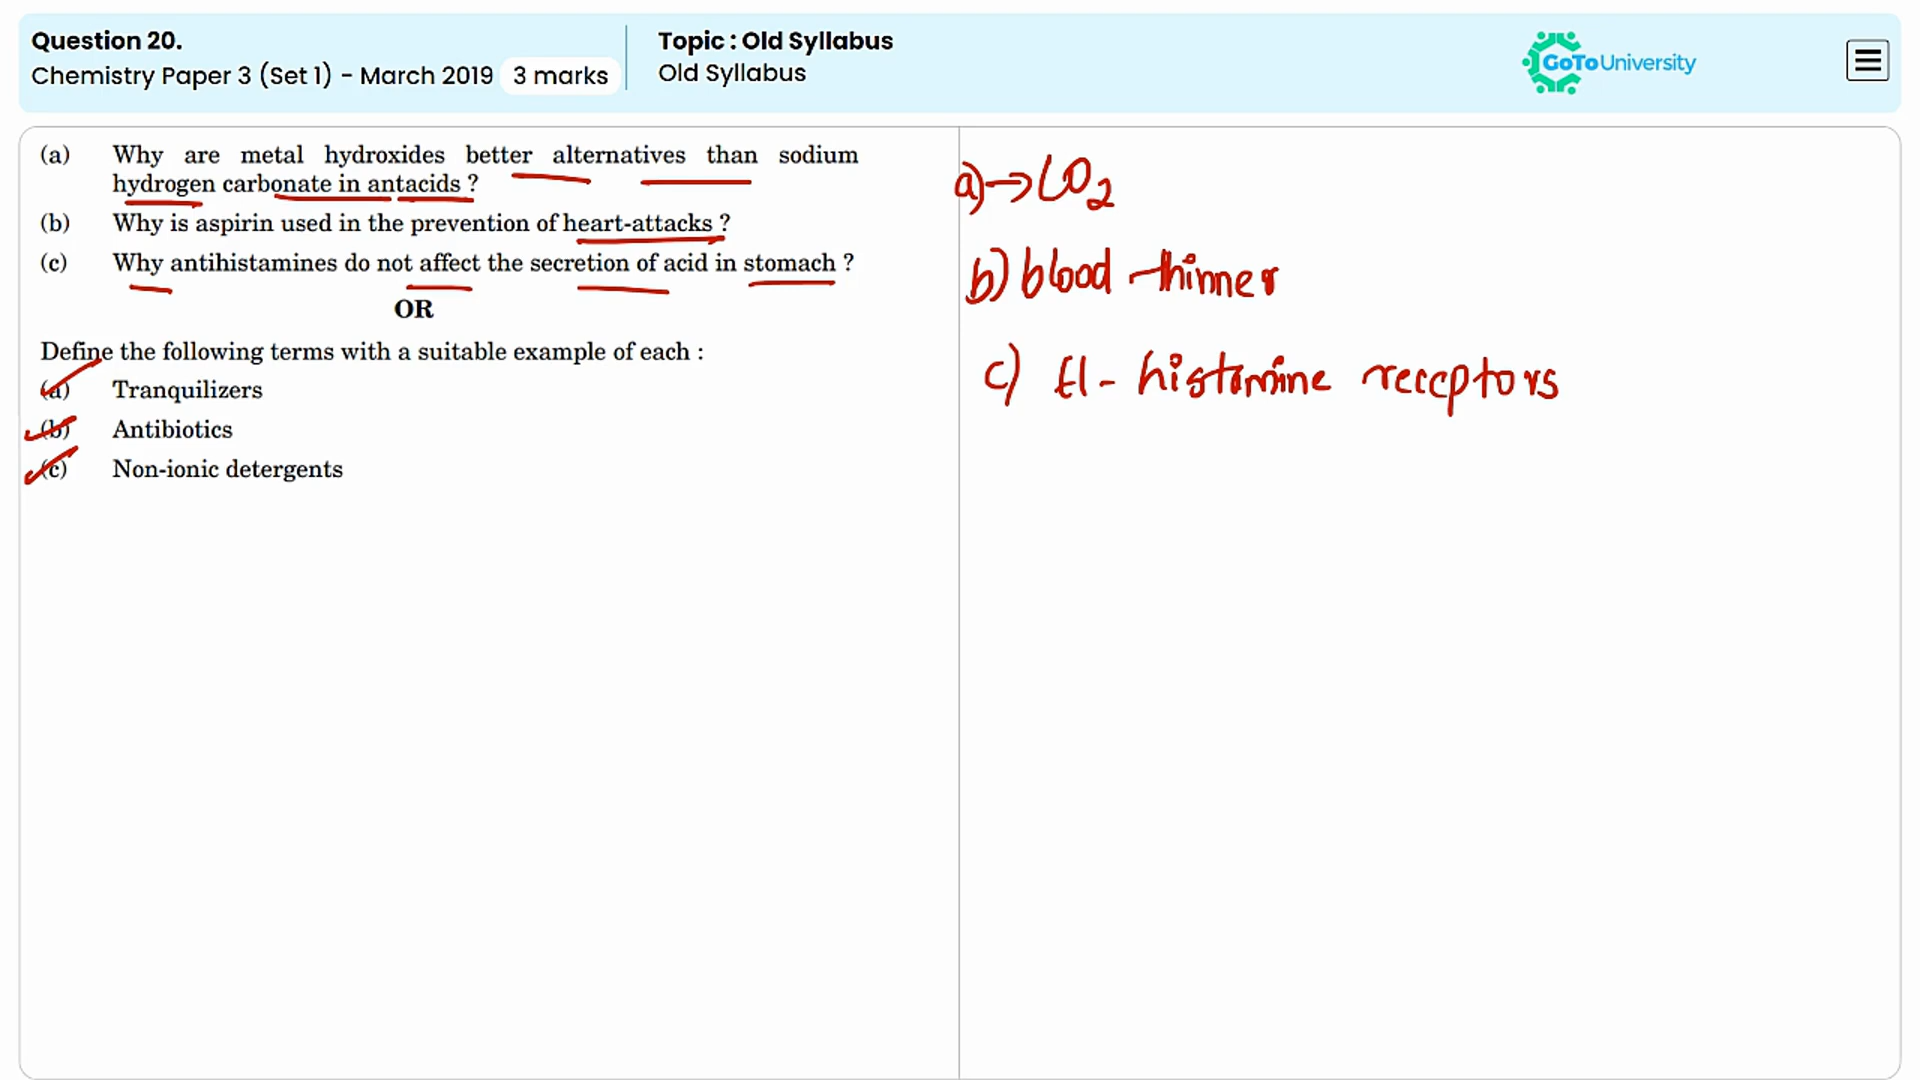 Question 20.
Chemistry Paper 3 (Set 1) - March 2019 3 marks
Topic : Old Syllabus
Old Syllabus
GoToUniversity
(a) Why are metal hydroxides better alternatives than sodium
hydrogen carbonate in antacids ?
(b) Why is aspirin used in the prevention of heart-attacks ?
(c) Why antihistamines do not affect the secretion of acid in stomach ?
OR
Define the following terms with a suitable example of each :
(a) Tranquilizers
(b) Antibiotics
(c) Non-ionic detergents
a) → CO2
b) blood thinner
c) H1- histamine receptors